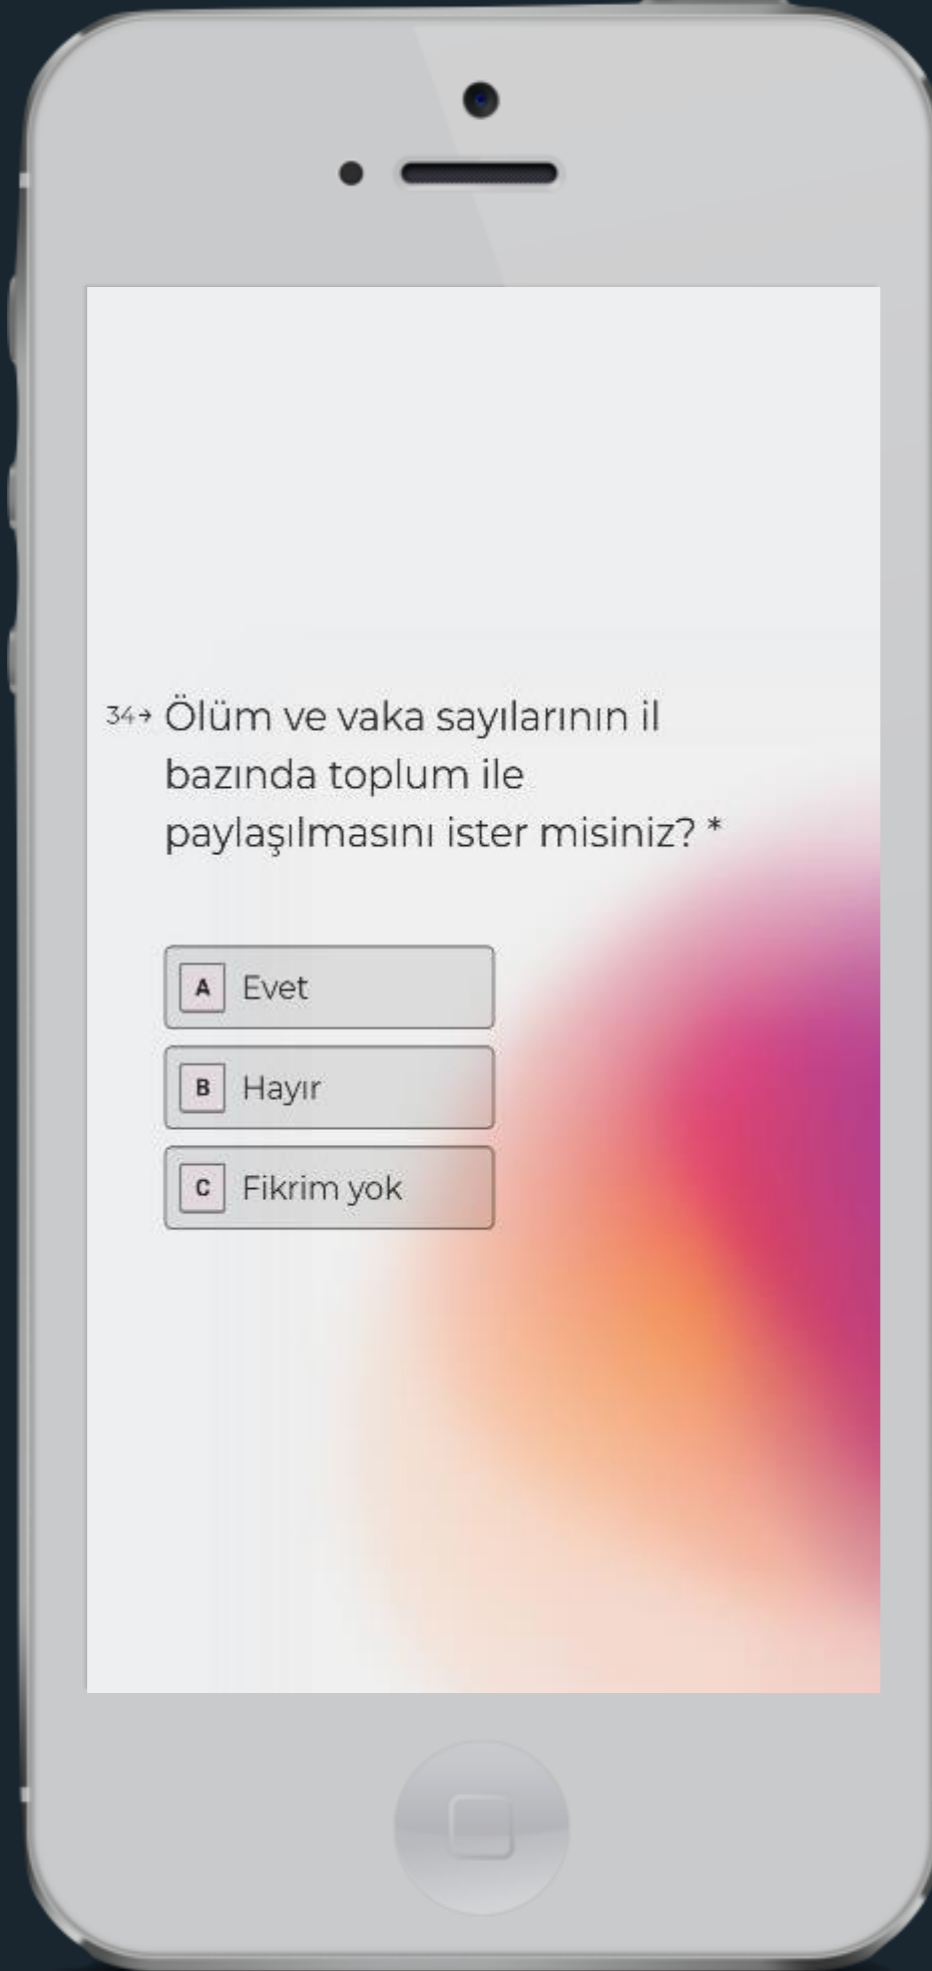 34→ Ölüm ve vaka sayılarının il
bazında toplum ile
paylaşılmasını ister misiniz? *
A Evet
B Hayır
C Fikrim yok